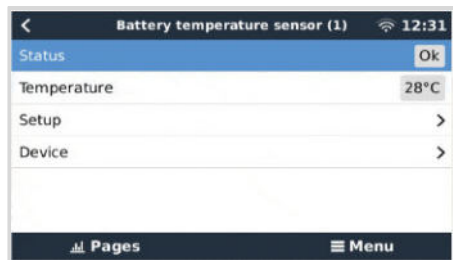 Battery temperature sensor (1) 12:31
Status Ok
Temperature 28°C
Setup
Device
Pages Menu